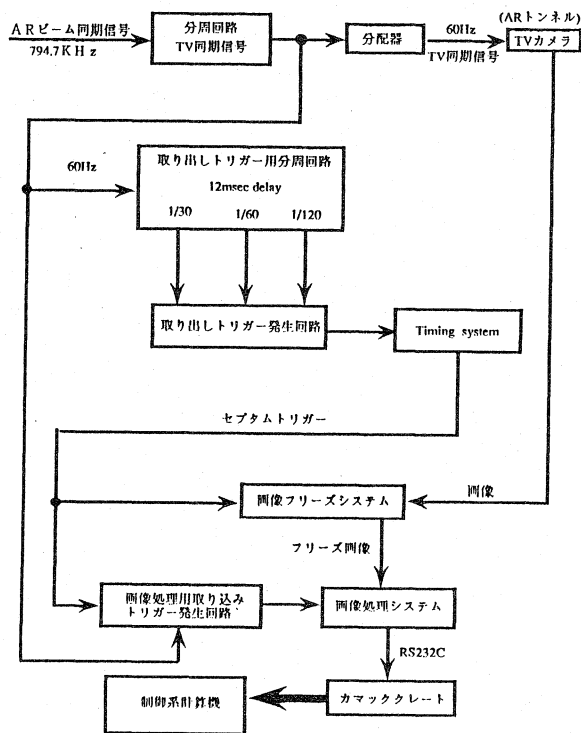 ARビーム同期信号
794.7KHz
分周回路
TV同期信号
分配器
60Hz
TV同期信号
(ARトンネル)
TVカメラ
60Hz
取り出しトリガー用分周回路
12msec delay
1/30 1/60 1/120
取り出しトリガー発生回路
Timing system
セプタムトリガー
画像フリーズシステム
画像
フリーズ画像
画像処理用取り込み
トリガー発生回路
画像処理システム
RS232C
制御系計算機
カマッククレート